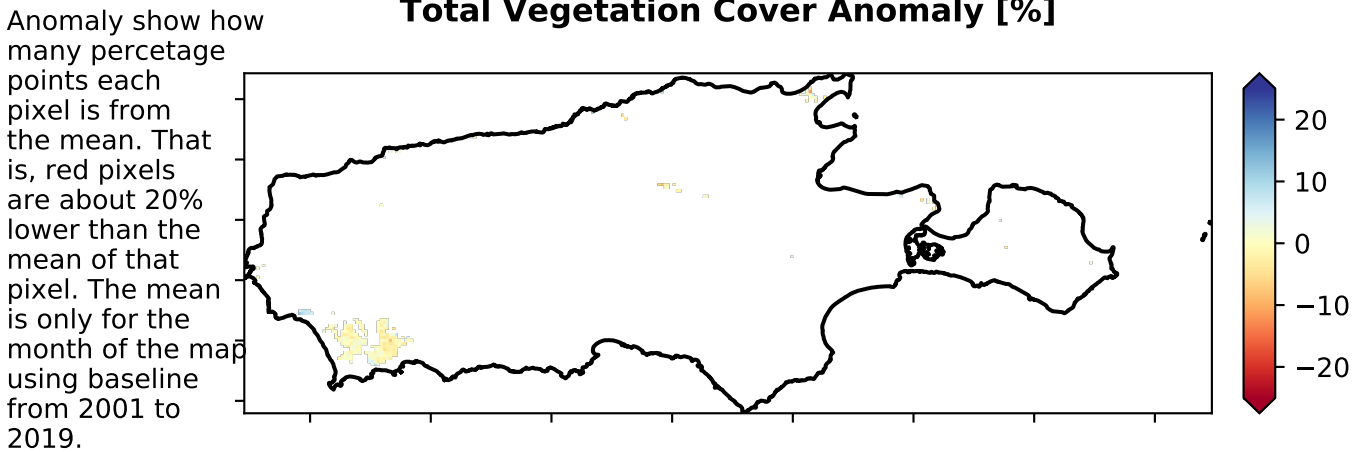 Total Vegetation Cover Anomaly [%]
Anomaly show how
many percetage
points each
pixel is from
the mean. That
is, red pixels
are about 20%
lower than the
mean of that
pixel. The mean
is only for the
month of the map
using baseline
from 2001 to
2019.
20
10
0
−10
−20